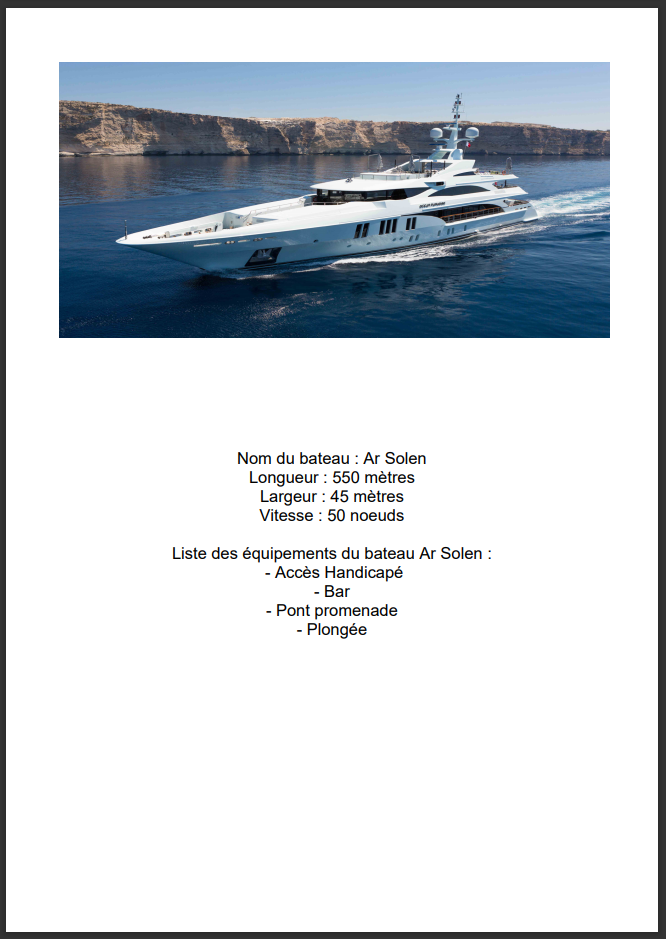 Nom du bateau : Ar Solen
Longueur : 550 mètres
Largeur : 45 mètres
Vitesse : 50 noeuds
Liste des équipements du bateau Ar Solen :
- Accès Handicapé
- Bar
- Pont promenade
- Plongée